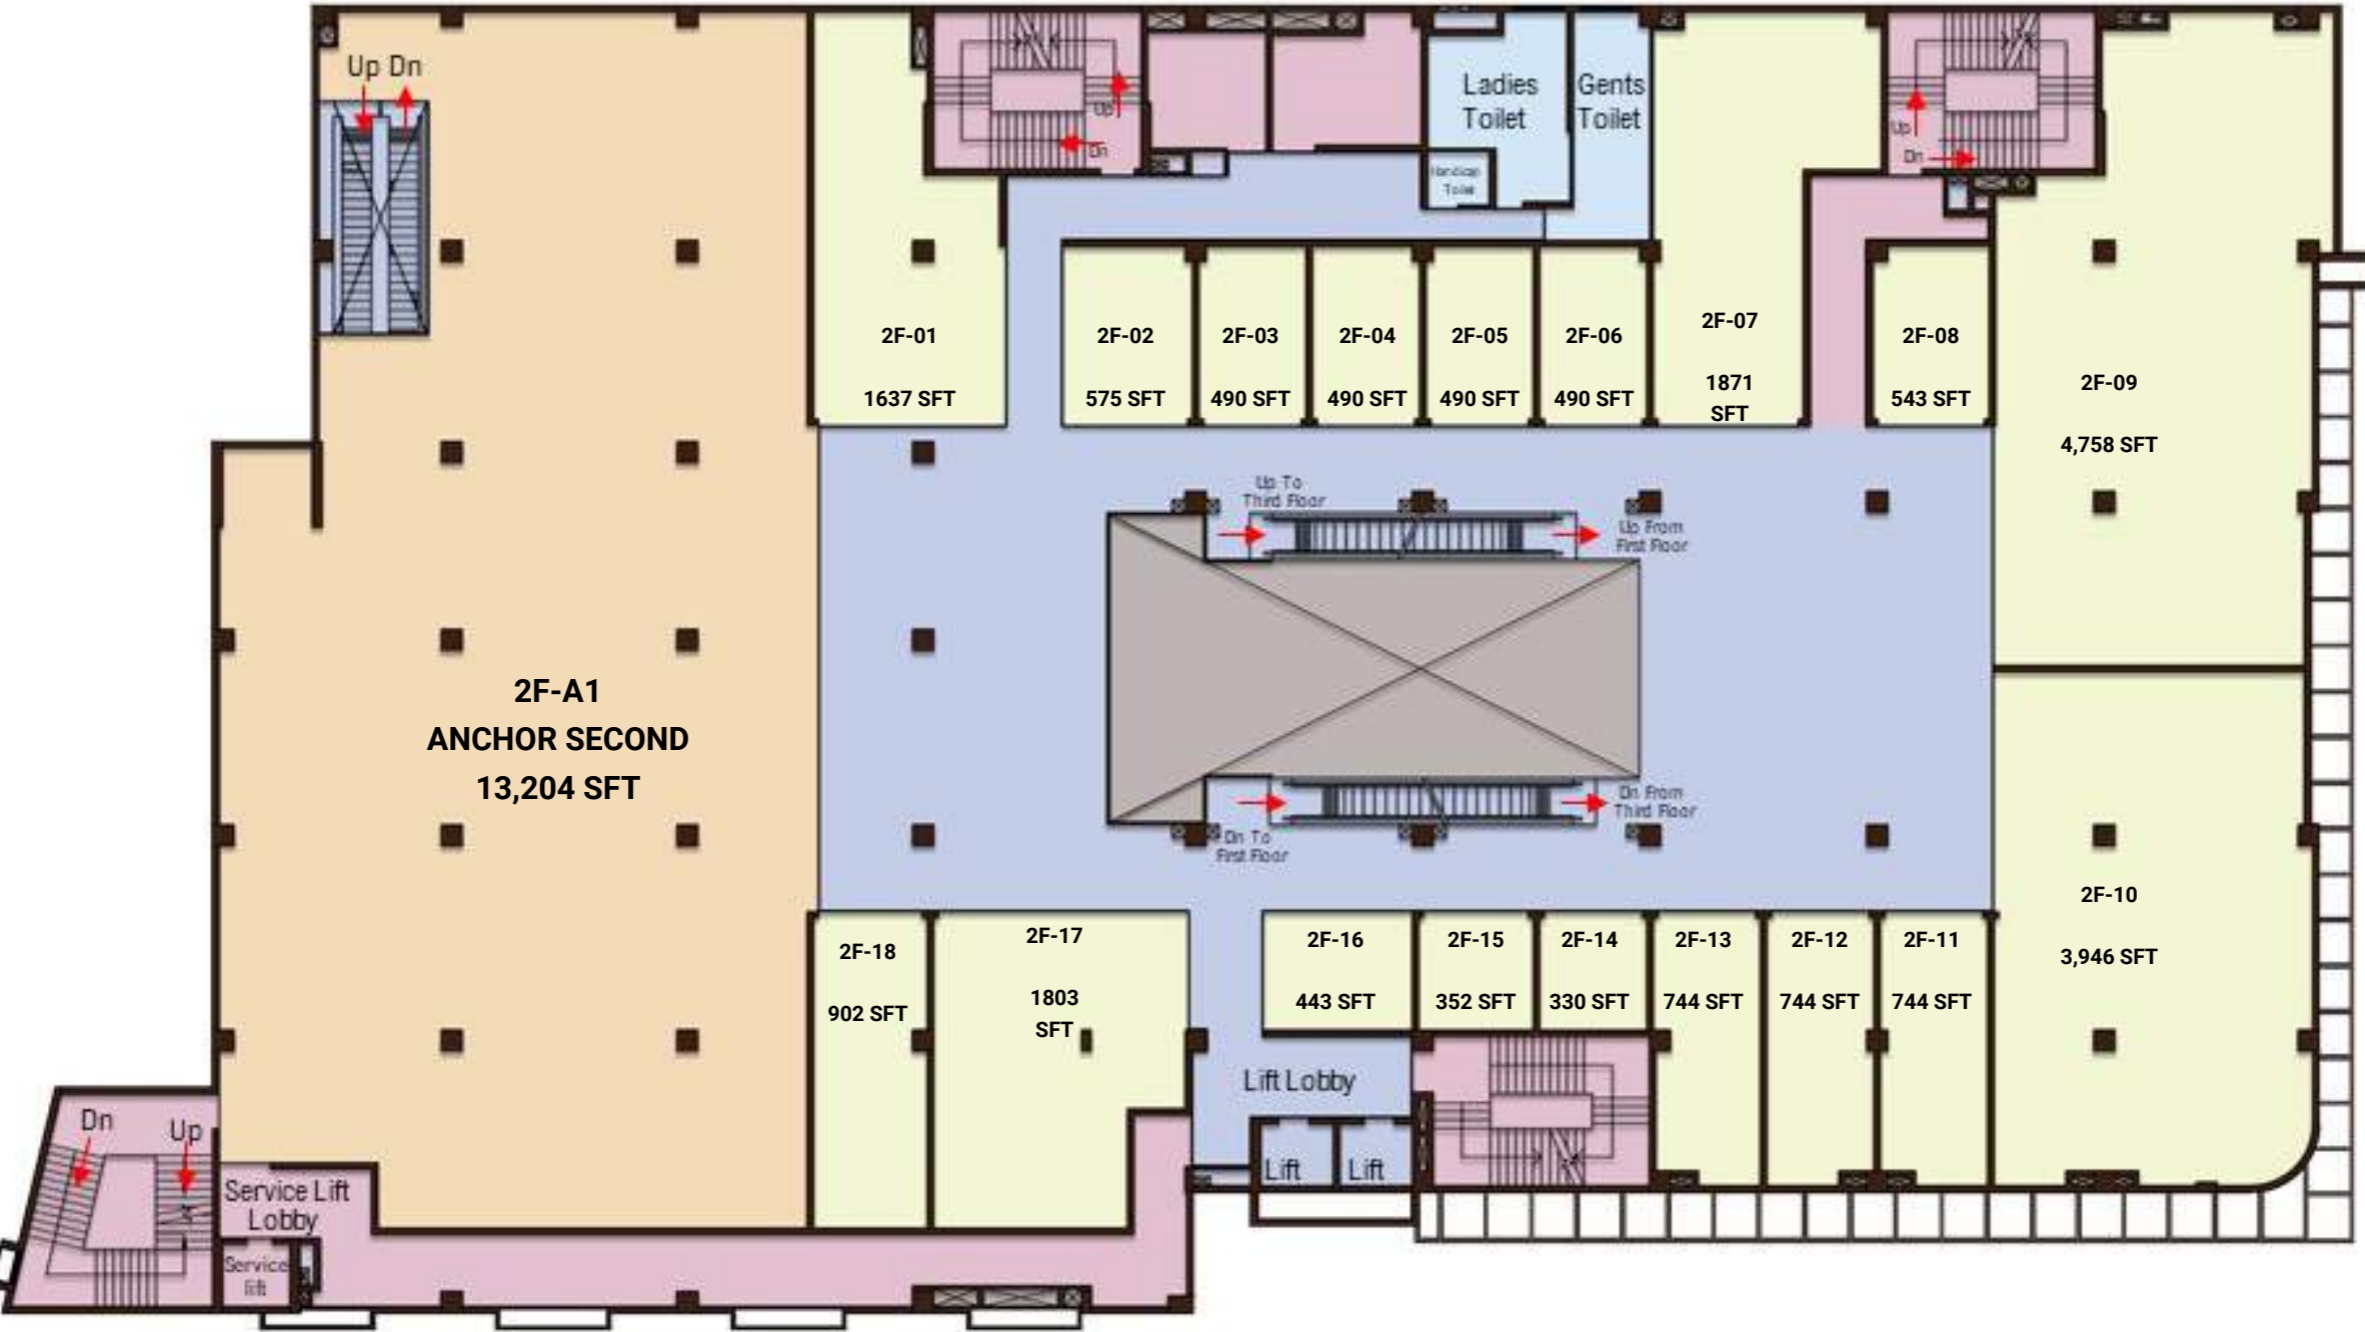 Up Dn
Ladies
Toilet
Gents
Toilet
Handicap
Toilet
Up
Dn
Up
Dn
2F-01
1637 SFT
2F-02
575 SFT
2F-03
490 SFT
2F-04
490 SFT
2F-05
490 SFT
2F-06
490 SFT
2F-07
1871
SFT
2F-08
543 SFT
2F-09
4,758 SFT
Up To
Third Floor
Up From
First Floor
2F-A1
ANCHOR SECOND
13,204 SFT
Dn From
Third Floor
Dn To
First Floor
2F-10
3,946 SFT
2F-18
902 SFT
2F-17
1803
SFT
2F-16
443 SFT
2F-15
352 SFT
2F-14
330 SFT
2F-13
744 SFT
2F-12
744 SFT
2F-11
744 SFT
Lift Lobby
Lift
Lift
Dn
Up
Service Lift
Lobby
Service
lift